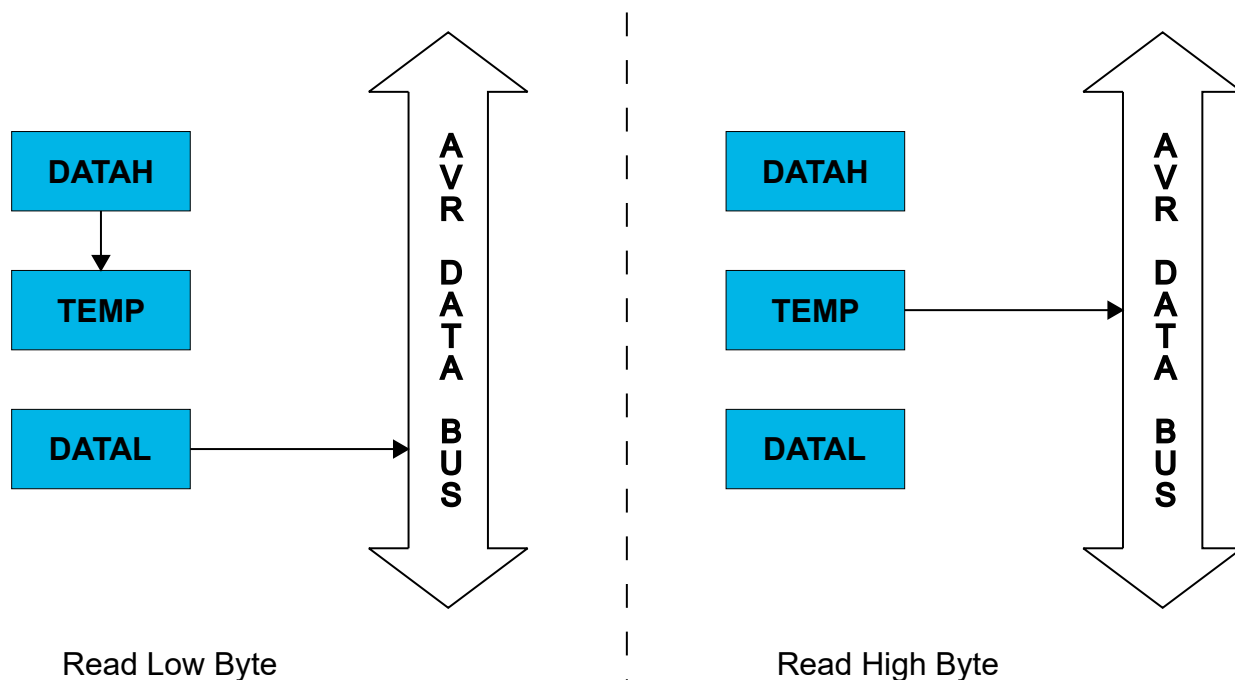 DATAH
TEMP
DATAL
AVR DATA BUS
Read Low Byte
DATAH
TEMP
DATAL
AVR DATA BUS
Read High Byte